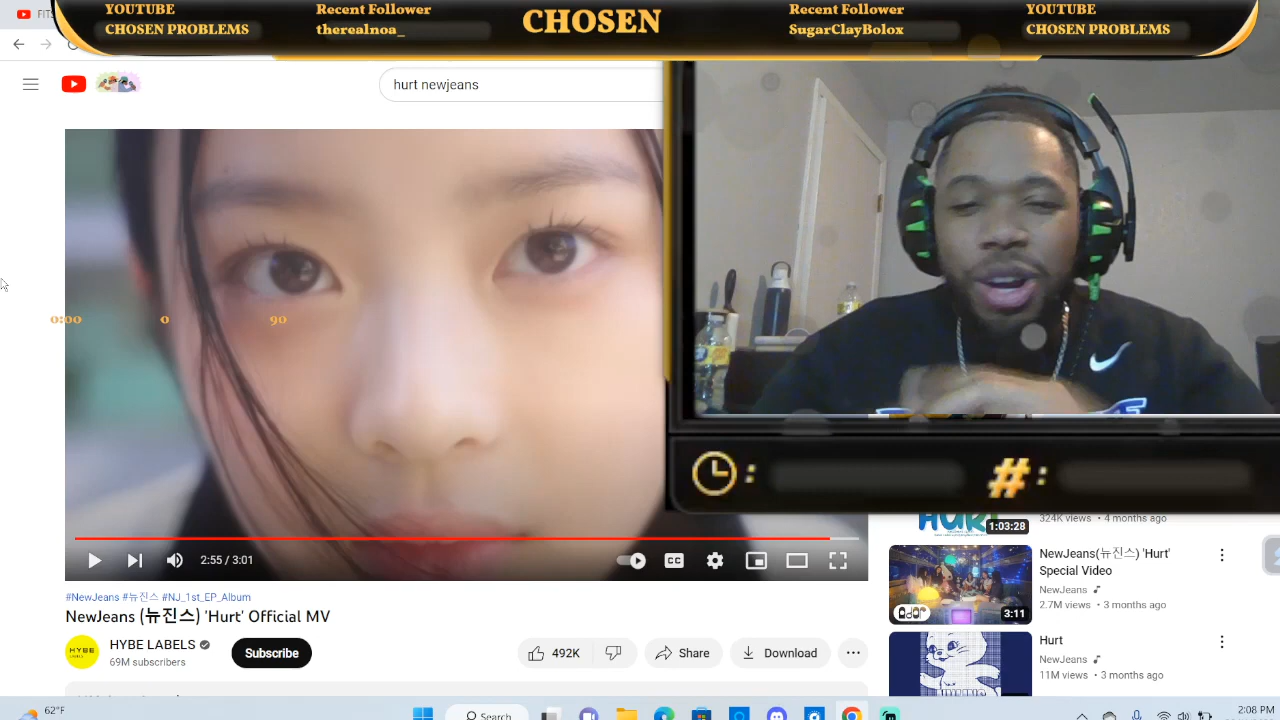 YOUTUBE
CHOSEN PROBLEMS
Recent Follower
therealnoa_
CHOSEN
Recent Follower
SugarClayBolox
YOUTUBE
CHOSEN PROBLEMS
hurt newjeans
0:00
0
90
2:55 / 3:01
CC
#NewJeans #뉴진스 #NJ_1st_EP_Album
NewJeans (뉴진스) 'Hurt' Official MV
HYBE
HYBE LABELS
69M subscribers
Subscribe
492K
Share
Download
:
#:
HURT
1:03:28
324K views • 4 months ago
NewJeans(뉴진스) 'Hurt'
Special Video
NewJeans
2.7M views • 3 months ago
ador
3:11
Hurt
NewJeans
11M views • 3 months ago
62°F
Search
2:08 PM